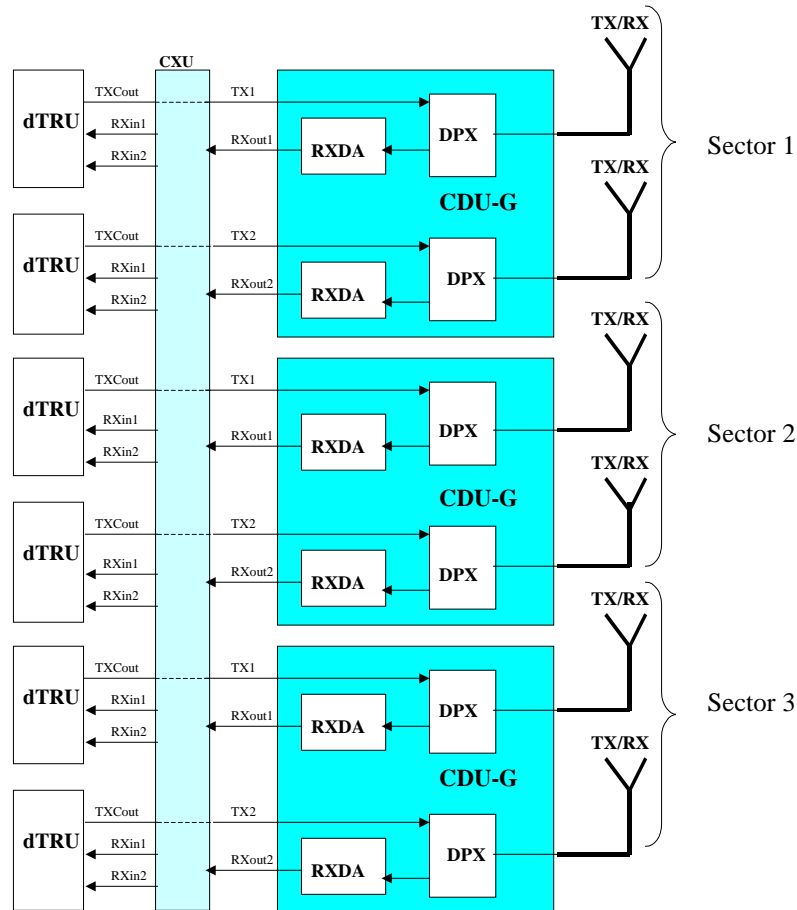 TX/RX
CXU
dTRU
TXCout
TX1
RXin1
RXout1
RXin2
RXDA
DPX
Sector 1
TX/RX
CDU-G
dTRU
TXCout
TX2
RXin1
RXout2
RXin2
RXDA
DPX
TX/RX
dTRU
TXCout
TX1
RXin1
RXout1
RXin2
RXDA
DPX
Sector 2
TX/RX
CDU-G
dTRU
TXCout
TX2
RXin1
RXout2
RXin2
RXDA
DPX
TX/RX
dTRU
TXCout
TX1
RXin1
RXout1
RXin2
RXDA
DPX
Sector 3
TX/RX
CDU-G
dTRU
TXCout
TX2
RXin1
RXout2
RXin2
RXDA
DPX